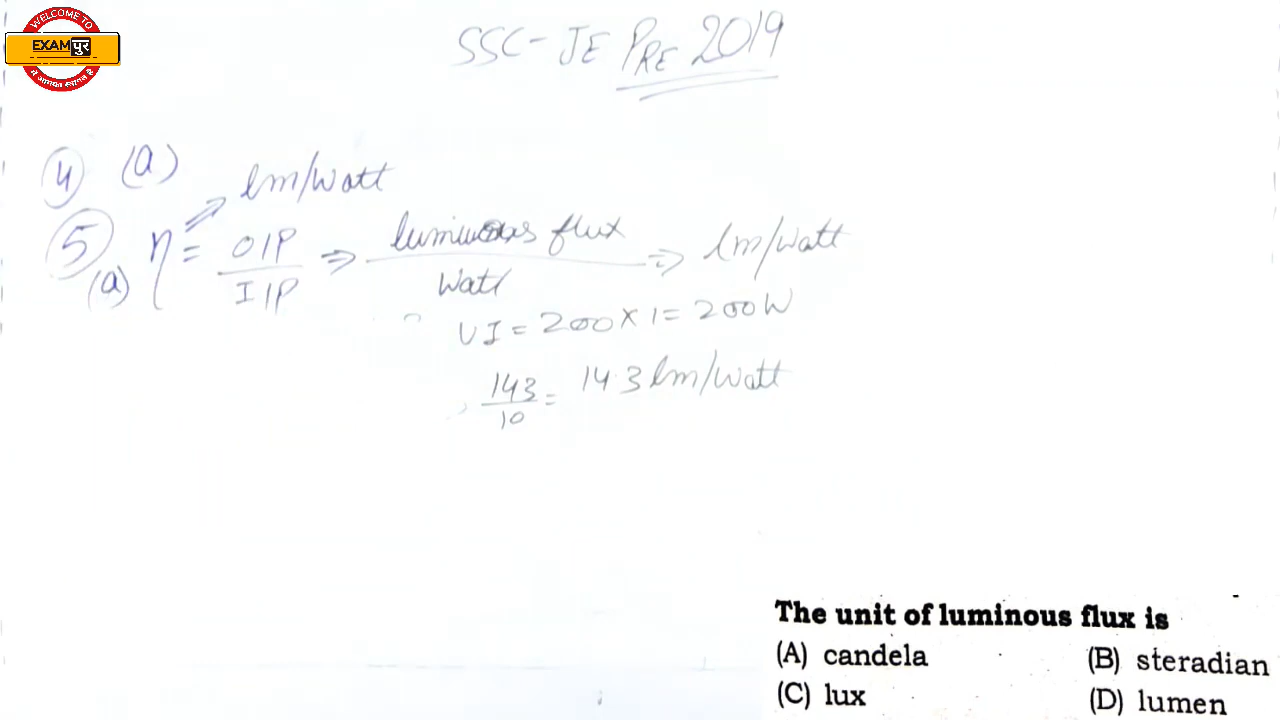 WELCOME TO
EXAMपुर
SSC-JE PRE 2019
4 (a)
lm/watt
5 (a) η = O/P / I/P ⇒ luminous flux / Watt ⇒ lm/watt
VI = 200 × 1 = 200W
143/10 = 14.3 lm/watt
The unit of luminous flux is
(A) candela (B) steradian
(C) lux (D) lumen